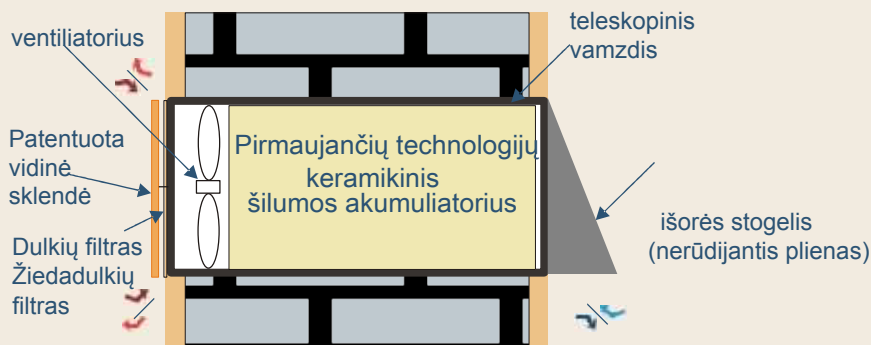 ventiliatorius
teleskopinis
vamzdis
Patentuota
vidinė
sklendė
Pirmaujančių technologijų
keramikinis
šilumos akumuliatorius
Dulkių filtras
Žiedadulkių
filtras
išorės stogelis
(nerūdijantis plienas)